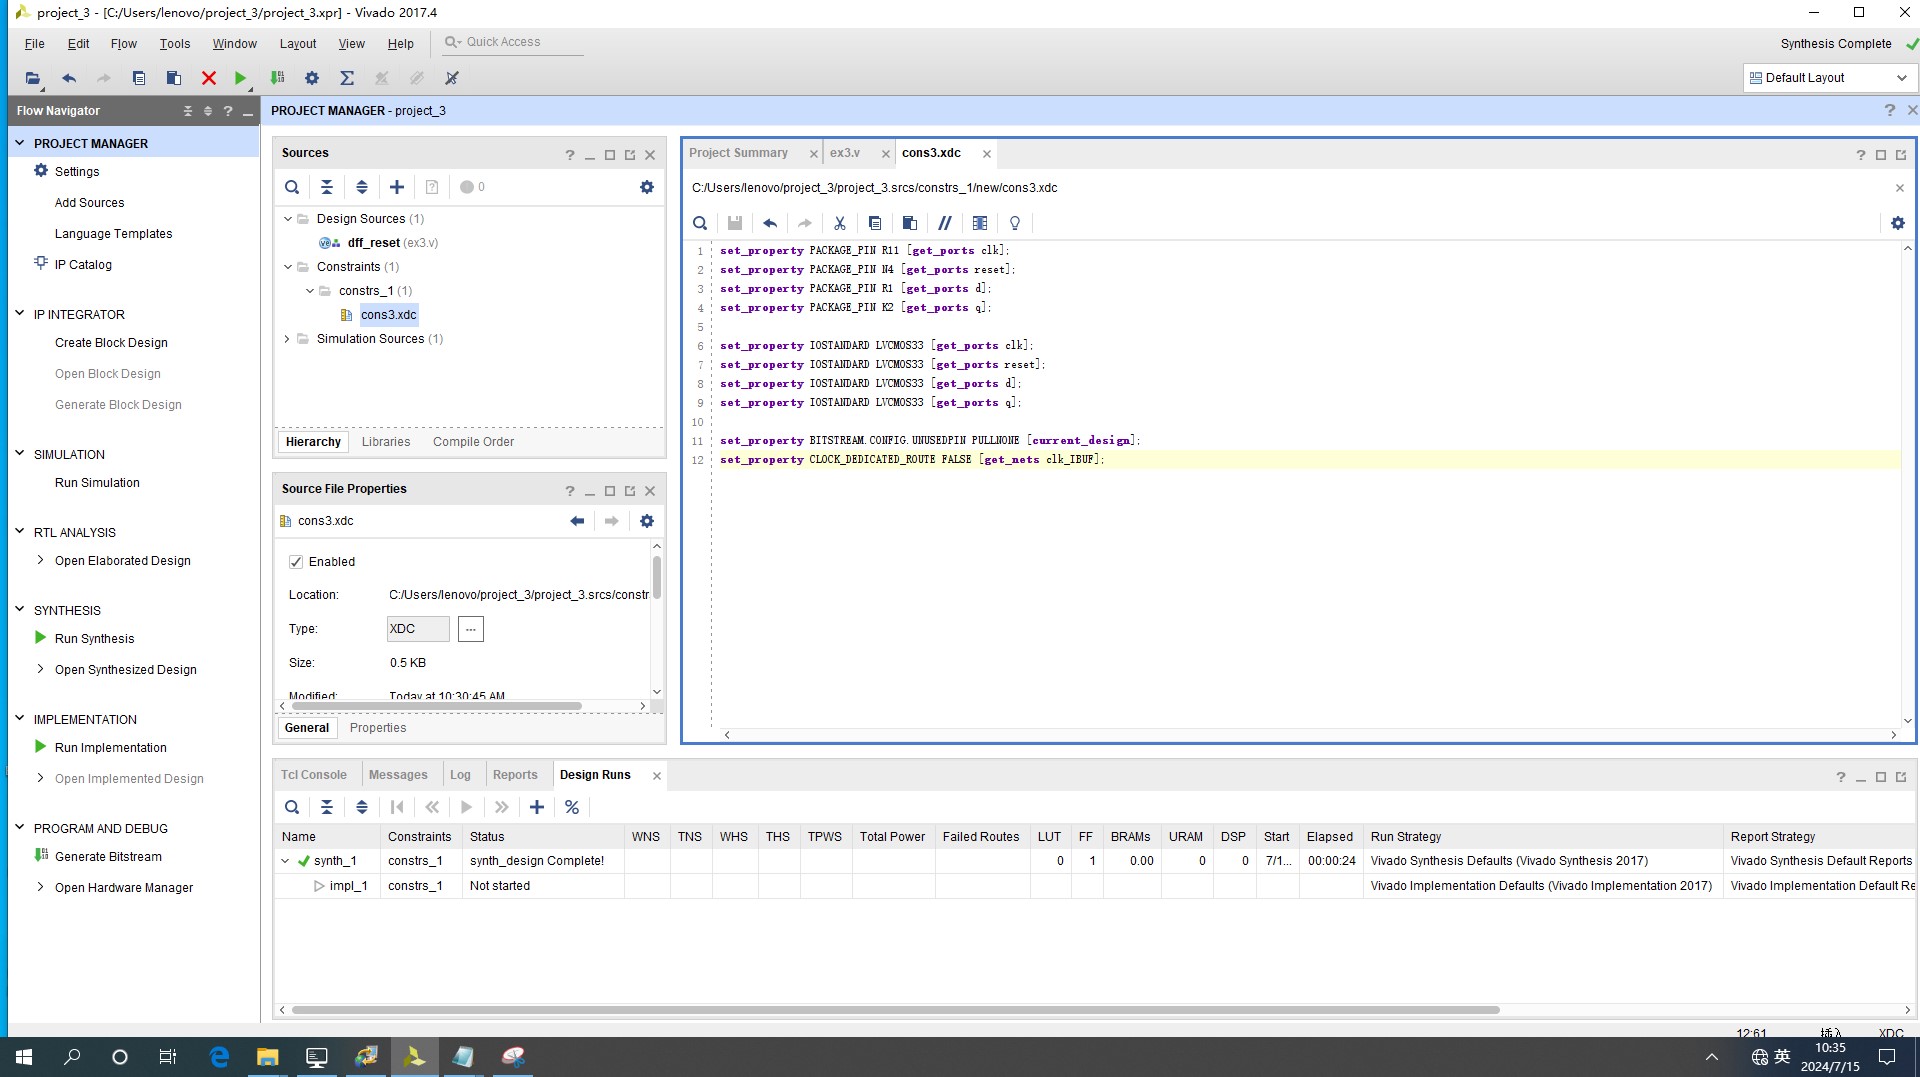 project_3 - [C:/Users/lenovo/project_3/project_3.xpr] - Vivado 2017.4
File Edit Flow Tools Window Layout View Help Quick Access
Synthesis Complete
Default Layout
Flow Navigator
PROJECT MANAGER
Settings
Add Sources
Language Templates
IP Catalog
IP INTEGRATOR
Create Block Design
Open Block Design
Generate Block Design
SIMULATION
Run Simulation
RTL ANALYSIS
Open Elaborated Design
SYNTHESIS
Run Synthesis
Open Synthesized Design
IMPLEMENTATION
Run Implementation
Open Implemented Design
PROGRAM AND DEBUG
Generate Bitstream
Open Hardware Manager
PROJECT MANAGER - project_3
Sources
0
Design Sources (1)
dff_reset (ex3.v)
Constraints (1)
constrs_1 (1)
cons3.xdc
Simulation Sources (1)
Hierarchy Libraries Compile Order
Source File Properties
cons3.xdc
Enabled
Location: C:/Users/lenovo/project_3/project_3.srcs/constr
Type: XDC ...
Size: 0.5 KB
Modified: Today at 10:30:45 AM
General Properties
Project Summary ex3.v cons3.xdc
C:/Users/lenovo/project_3/project_3.srcs/constrs_1/new/cons3.xdc
1 set_property PACKAGE_PIN R11 [get_ports clk];
2 set_property PACKAGE_PIN N4 [get_ports reset];
3 set_property PACKAGE_PIN R1 [get_ports d];
4 set_property PACKAGE_PIN K2 [get_ports q];
5
6 set_property IOSTANDARD LVCMOS33 [get_ports clk];
7 set_property IOSTANDARD LVCMOS33 [get_ports reset];
8 set_property IOSTANDARD LVCMOS33 [get_ports d];
9 set_property IOSTANDARD LVCMOS33 [get_ports q];
10
11 set_property BITSTREAM.CONFIG.UNUSEDPIN PULLNONE [current_design];
12 set_property CLOCK_DEDICATED_ROUTE FALSE [get_nets clk_IBUF];
Tcl Console Messages Log Reports Design Runs
Name Constraints Status WNS TNS WHS THS TPWS Total Power Failed Routes LUT FF BRAMs URAM DSP Start Elapsed Run Strategy Report Strategy
synth_1 constrs_1 synth_design Complete! 0 1 0.00 0 0 7/1... 00:00:24 Vivado Synthesis Defaults (Vivado Synthesis 2017) Vivado Synthesis Default Reports
impl_1 constrs_1 Not started Vivado Implementation Defaults (Vivado Implementation 2017) Vivado Implementation Default Re
12:61 插入 XDC
英
10:35
2024/7/15